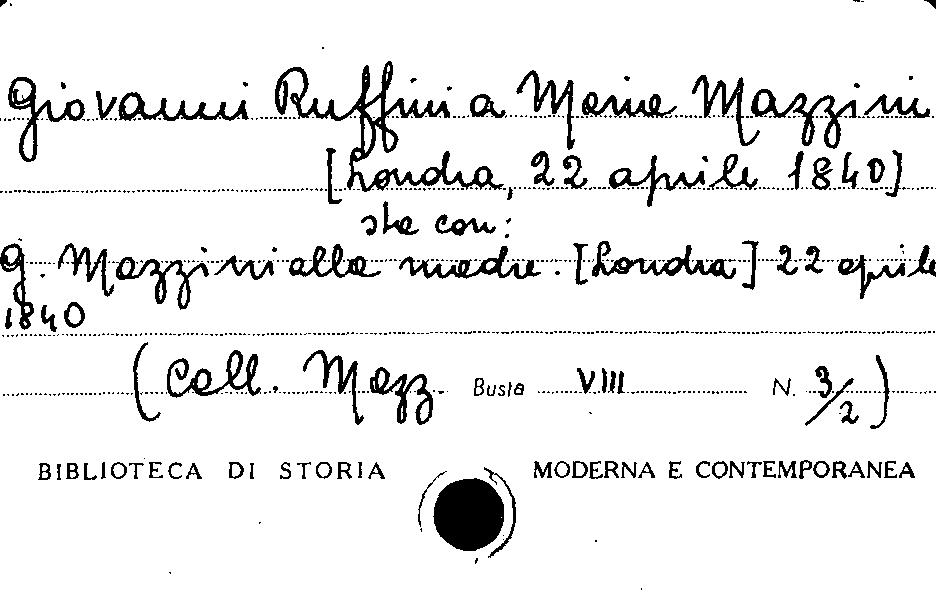 Giovanni Ruffini a Maria Mazzini
[Londra, 22 aprile 1840]
sta con:
G. Mazzini alla madre. [Londra] 22 aprile
1840
(Coll. Mazz. Busta VIII N. 3/2)
BIBLIOTECA DI STORIA MODERNA E CONTEMPORANEA